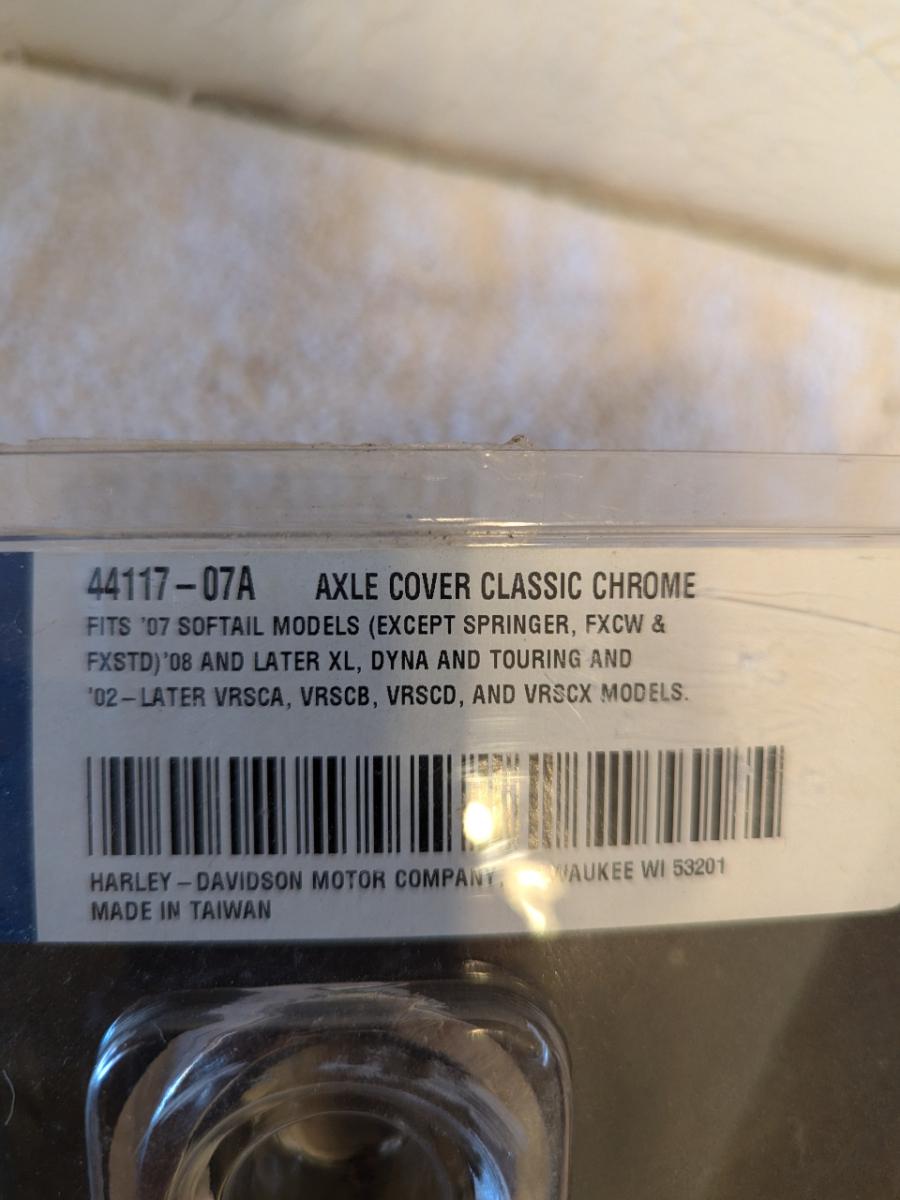 44117-07A AXLE COVER CLASSIC CHROME
FITS '07 SOFTAIL MODELS (EXCEPT SPRINGER, FXCW &
FXSTD)'08 AND LATER XL, DYNA AND TOURING AND
'02-LATER VRSCA, VRSCB, VRSCD, AND VRSCX MODELS.
HARLEY-DAVIDSON MOTOR COMPANY, WI 53201
MADE IN TAIWAN